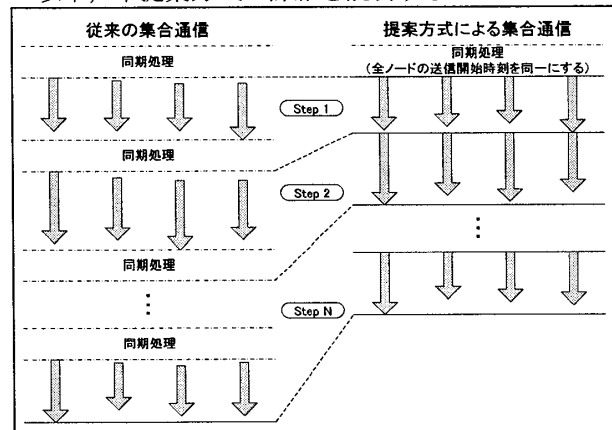 従来の集合通信
提案方式による集合通信
同期処理
同期処理
(全ノードの送信開始時刻を同一にする)
Step 1
同期処理
Step 2
同期処理
Step N
同期処理